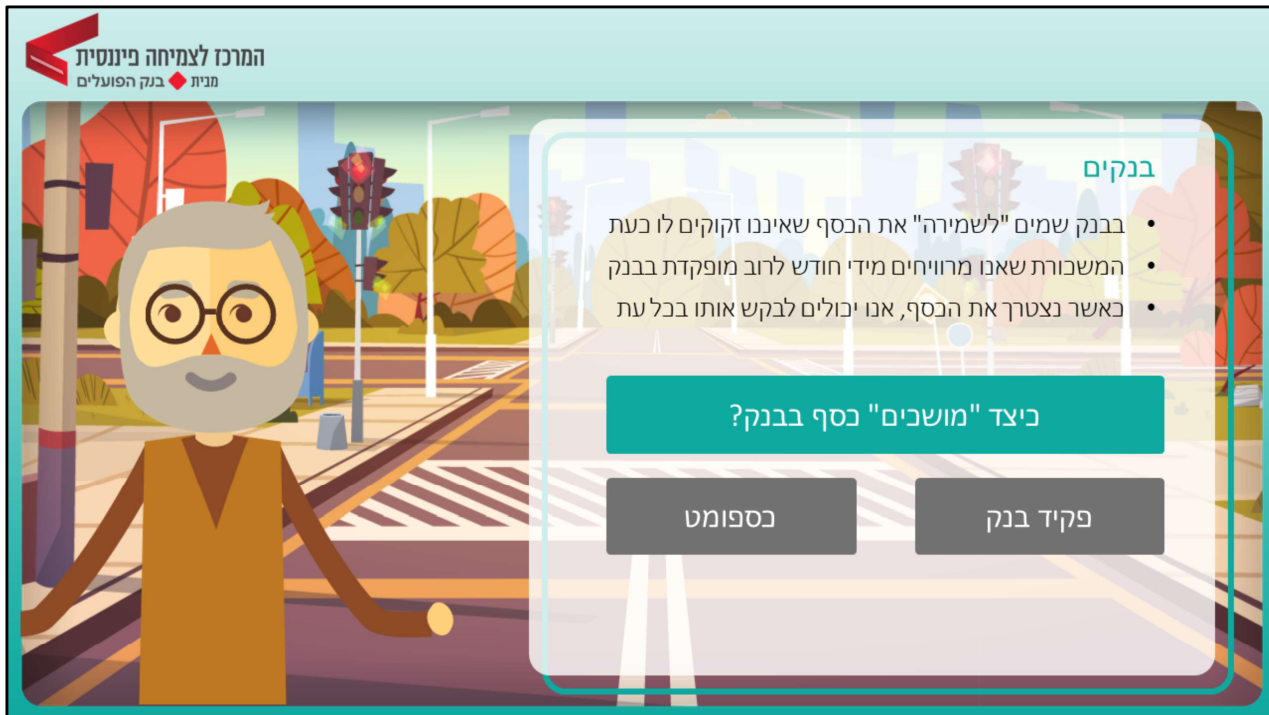 המרכז לצמיחה פיננסית
מבית בנק הפועלים
בנקים
• בבנק שמים "לשמירה" את הכסף שאיננו זקוקים לו כעת
• המשכורת שאנו מרוויחים מידי חודש לרוב מופקדת בבנק
• כאשר נצטרך את הכסף, אנו יכולים לבקש אותו בכל עת
כיצד "מושכים" כסף בבנק?
פקיד בנק
כספומט